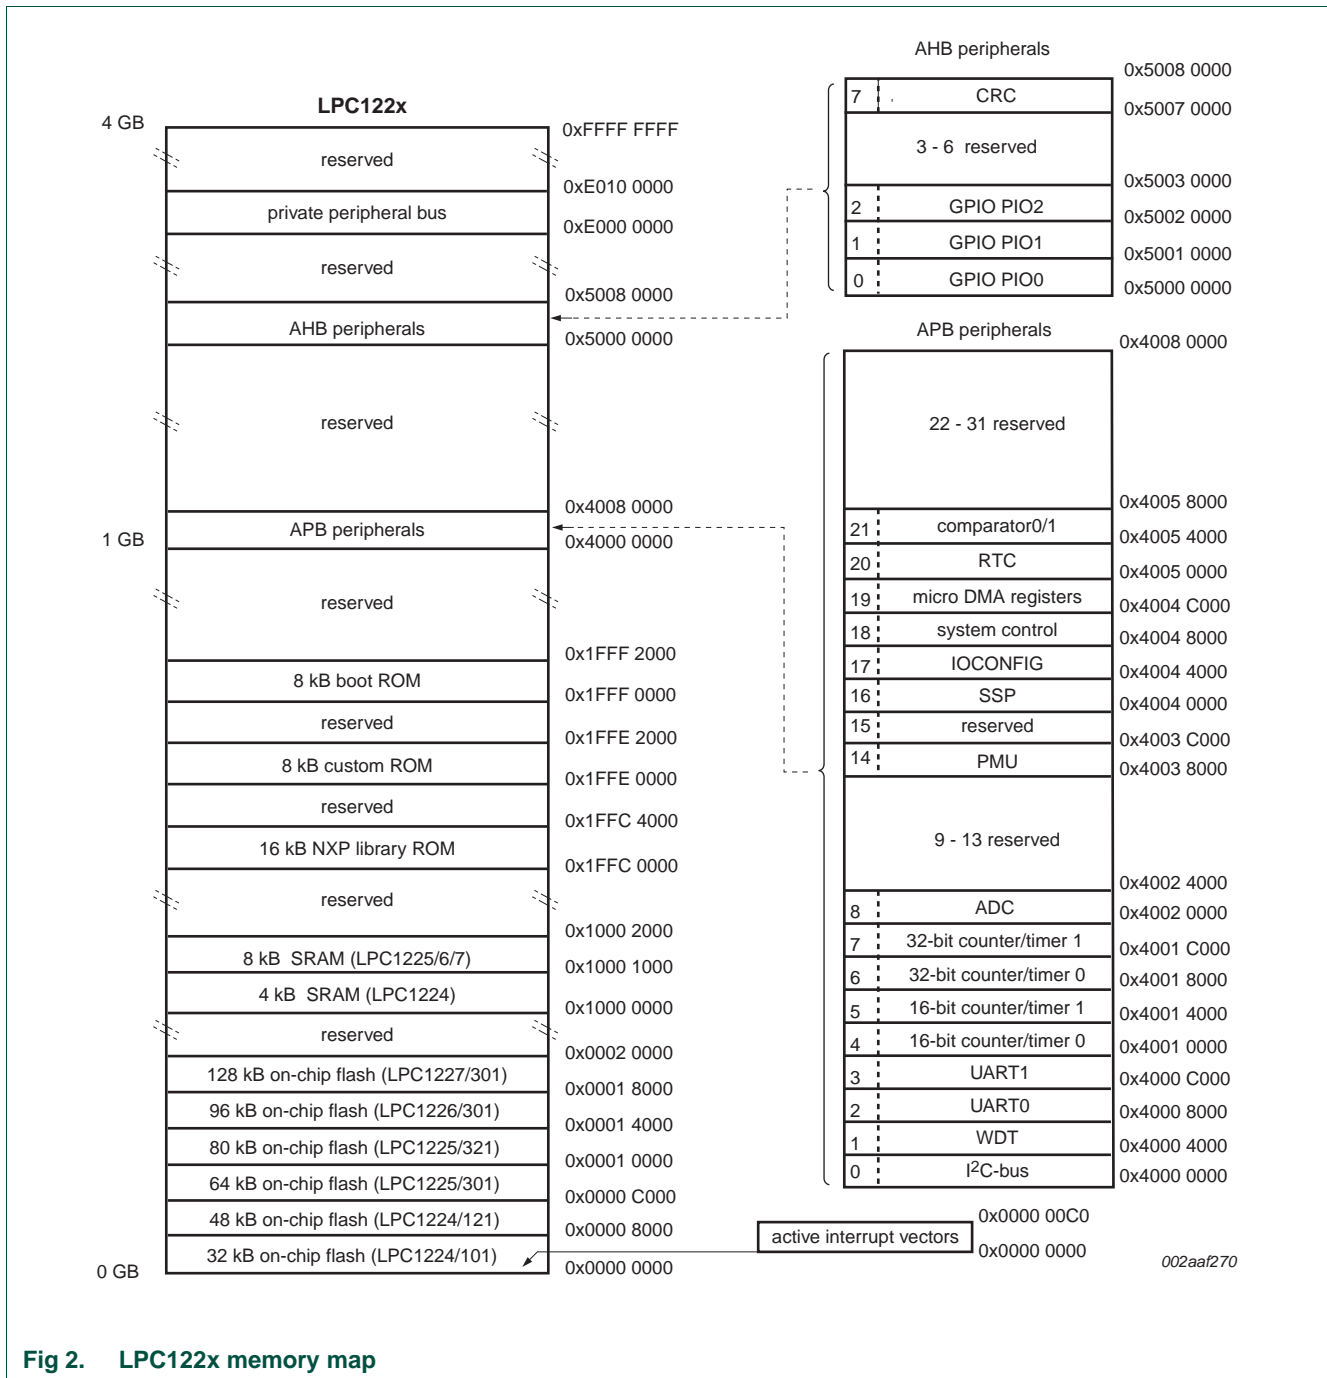 LPC122x
4 GB
0xFFFF FFFF
reserved
0xE010 0000
private peripheral bus
0xE000 0000
reserved
0x5008 0000
AHB peripherals
0x5000 0000
reserved
0x4008 0000
APB peripherals
1 GB
0x4000 0000
reserved
0x1FFF 2000
8 kB boot ROM
0x1FFF 0000
reserved
0x1FFE 2000
8 kB custom ROM
0x1FFE 0000
reserved
0x1FFC 4000
16 kB NXP library ROM
0x1FFC 0000
reserved
0x1000 2000
8 kB SRAM (LPC1225/6/7)
0x1000 1000
4 kB SRAM (LPC1224)
0x1000 0000
reserved
0x0002 0000
128 kB on-chip flash (LPC1227/301)
0x0001 8000
96 kB on-chip flash (LPC1226/301)
0x0001 4000
80 kB on-chip flash (LPC1225/321)
0x0001 0000
64 kB on-chip flash (LPC1225/301)
0x0000 C000
48 kB on-chip flash (LPC1224/121)
0x0000 8000
32 kB on-chip flash (LPC1224/101)
0 GB
0x0000 0000
AHB peripherals
0x5008 0000
7 CRC
0x5007 0000
3 - 6 reserved
0x5003 0000
2 GPIO PIO2
0x5002 0000
1 GPIO PIO1
0x5001 0000
0 GPIO PIO0
0x5000 0000
APB peripherals
0x4008 0000
22 - 31 reserved
0x4005 8000
21 comparator0/1
0x4005 4000
20 RTC
0x4005 0000
19 micro DMA registers
0x4004 C000
18 system control
0x4004 8000
17 IOCONFIG
0x4004 4000
16 SSP
0x4004 0000
15 reserved
0x4003 C000
14 PMU
0x4003 8000
9 - 13 reserved
0x4002 4000
8 ADC
0x4002 0000
7 32-bit counter/timer 1
0x4001 C000
6 32-bit counter/timer 0
0x4001 8000
5 16-bit counter/timer 1
0x4001 4000
4 16-bit counter/timer 0
0x4001 0000
3 UART1
0x4000 C000
2 UART0
0x4000 8000
1 WDT
0x4000 4000
0 I2C-bus
0x4000 0000
0x0000 00C0
active interrupt vectors
0x0000 0000
002aaf270
Fig 2. LPC122x memory map